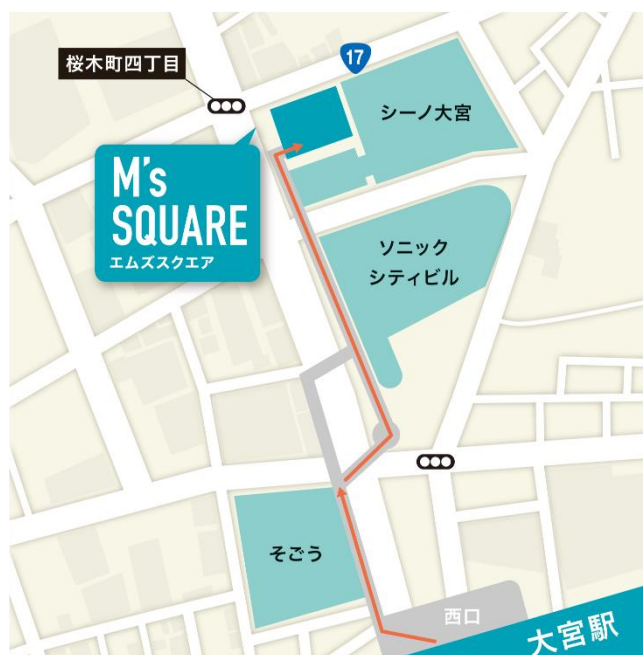 17
桜木町四丁目
シーノ大宮
M's
SQUARE
エムズスクエア
ソニック
シティビル
そごう
西口
大宮駅